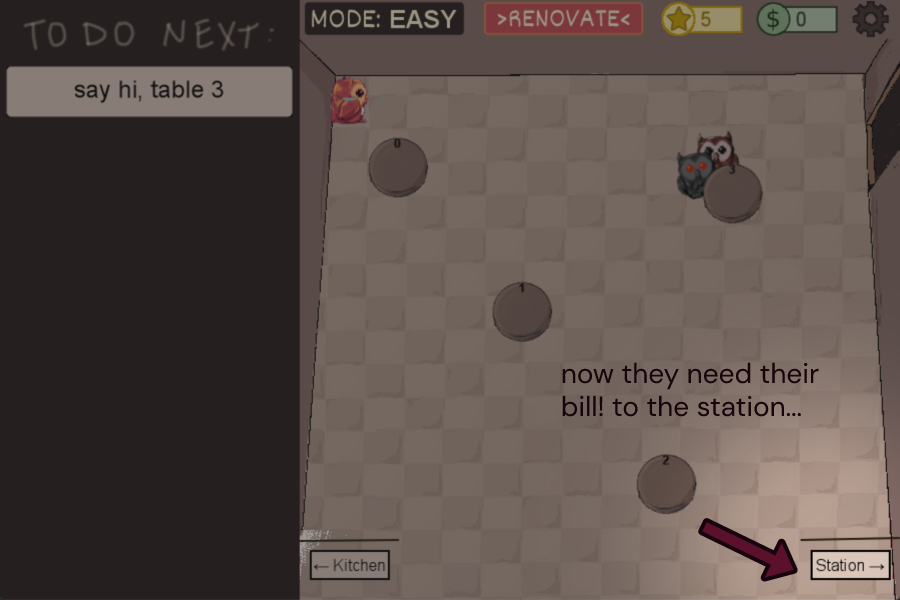 TO DO NEXT:
say hi, table 3
MODE: EASY
>RENOVATE<
5
$ 0
0
3
1
now they need their
bill! to the station...
2
← Kitchen
Station →